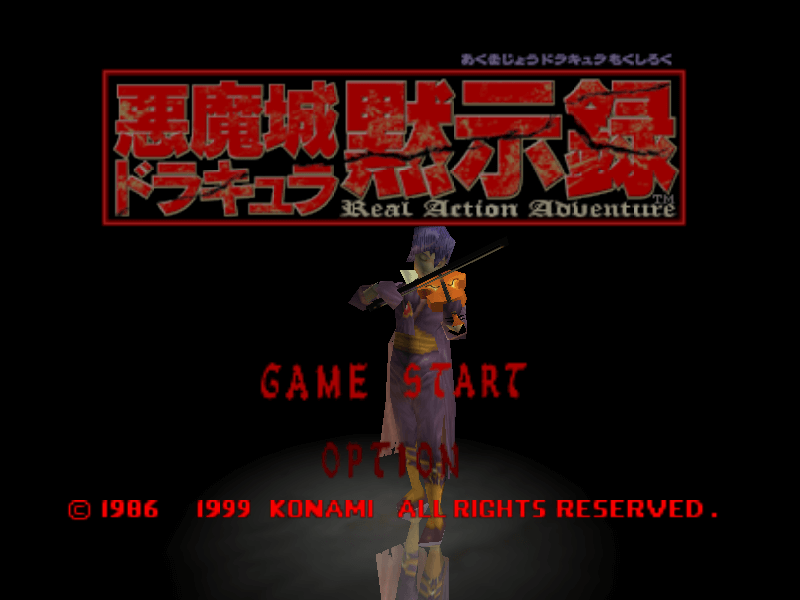 あくまじょうドラキュラもくしろく
悪魔城
ドラキュラ
黙示録
Real Action Adventure
TM
GAME START
OPTION
© 1986 1999 KONAMI ALL RIGHTS RESERVED.